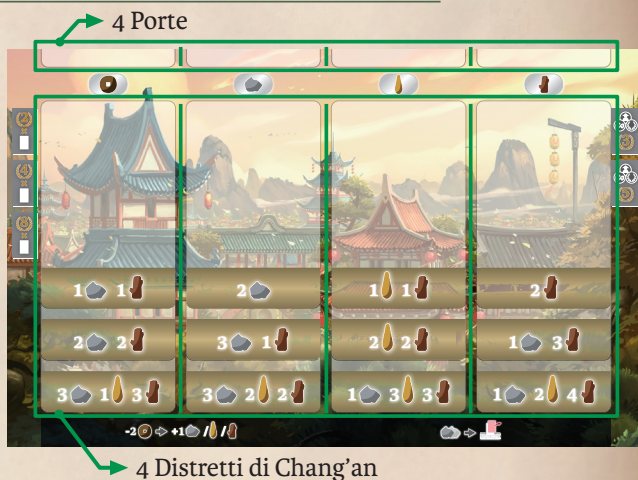 4 Porte
1 1 2 1 1 2
2 2 3 1 2 2 1 3
3 1 3 3 2 2 1 3 3 1 2 4
-2 ⇨ +1 / /
⇨
4 Distretti di Chang'an